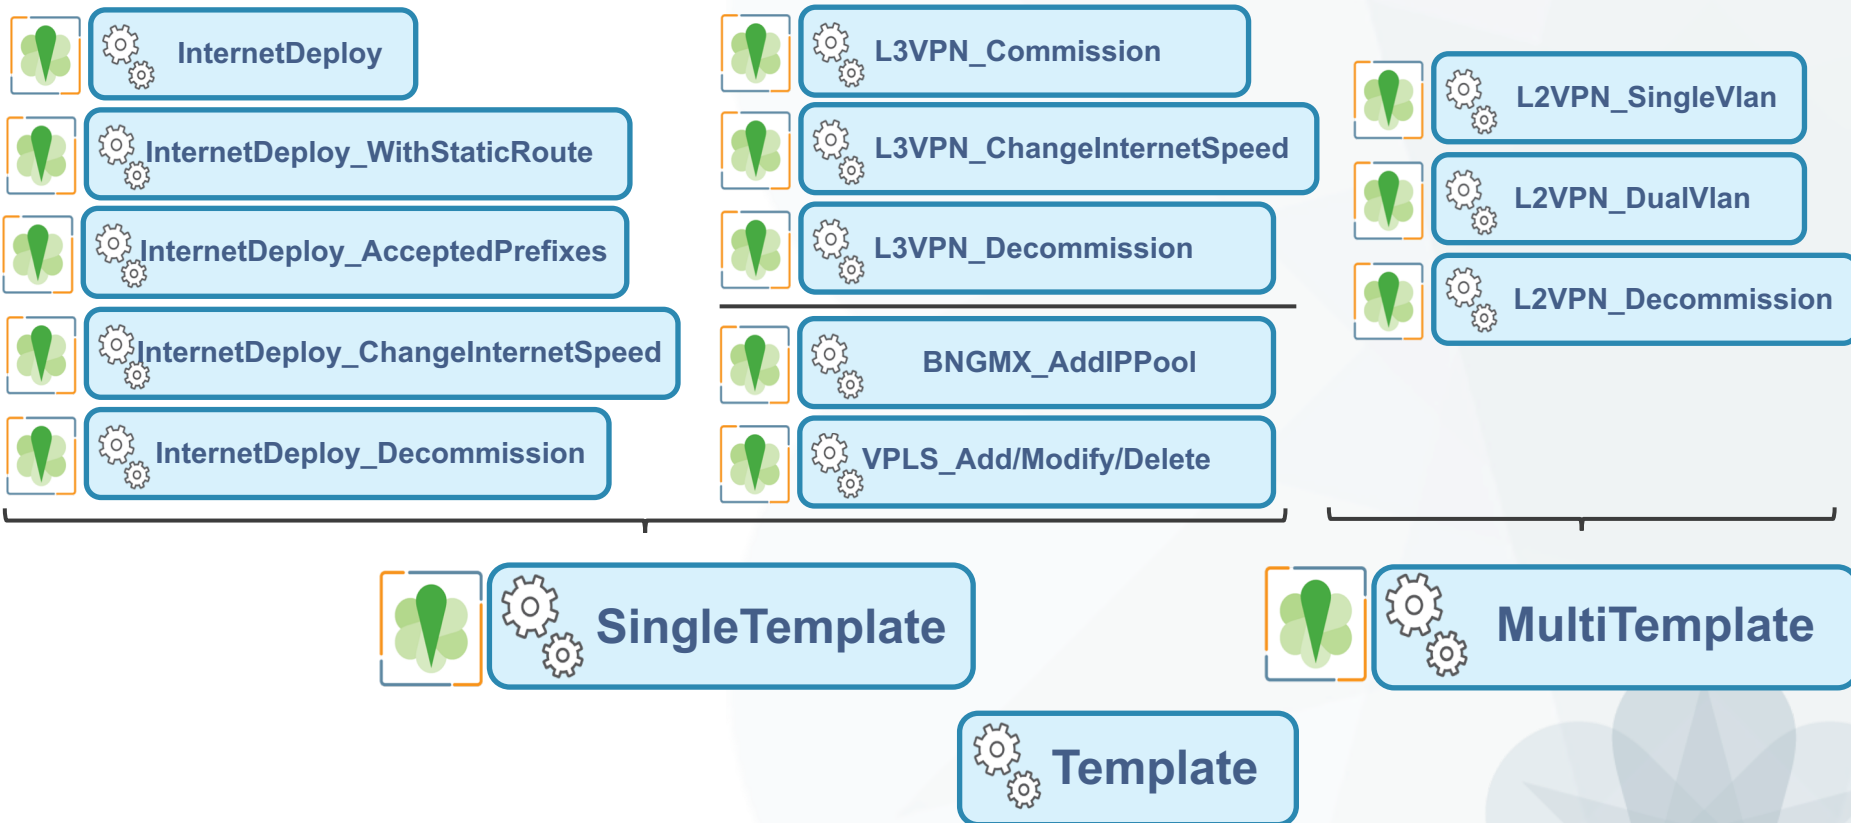 InternetDeploy
InternetDeploy_WithStaticRoute
InternetDeploy_AcceptedPrefixes
InternetDeploy_ChangeInternetSpeed
InternetDeploy_Decommission
L3VPN_Commission
L3VPN_ChangeInternetSpeed
L3VPN_Decommission
BNGMX_AddIPPool
VPLS_Add/Modify/Delete
L2VPN_SingleVlan
L2VPN_DualVlan
L2VPN_Decommission
SingleTemplate
MultiTemplate
Template